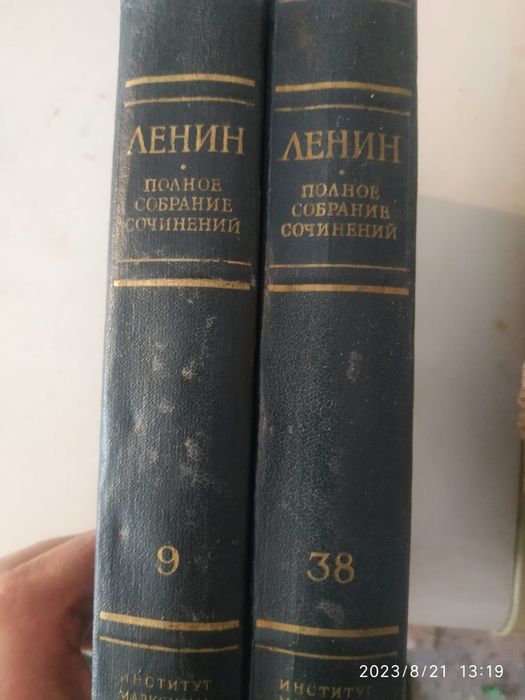 ЛЕНИН
ПОЛНОЕ
СОБРАНИЕ
СОЧИНЕНИЙ
9
ИНСТИТУТ
ЛЕНИН
ПОЛНОЕ
СОБРАНИЕ
СОЧИНЕНИЙ
38
ИНСТИТУТ
2023/8/21 13:19